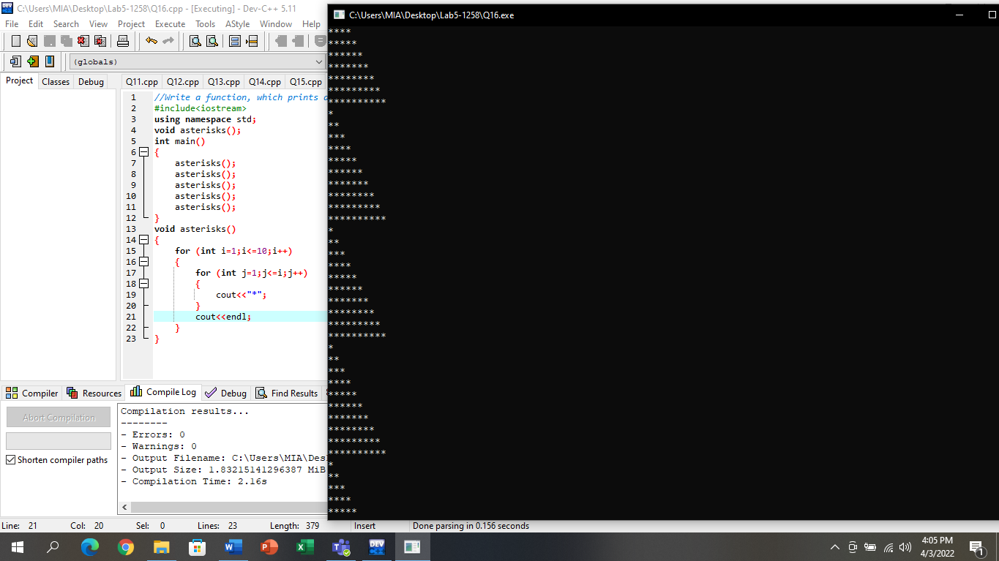 C:\Users\MIA\Desktop\Lab5-1258\Q16.cpp - [Executing] - Dev-C++ 5.11
File Edit Search View Project Execute Tools AStyle Window Help
(globals)
Project Classes Debug
Q11.cpp Q12.cpp Q13.cpp Q14.cpp Q15.cpp
1 //Write a function, which prints
2 #include<iostream>
3 using namespace std;
4 void asterisks();
5 int main()
6 {
7 asterisks();
8 asterisks();
9 asterisks();
10 asterisks();
11 asterisks();
12 }
13 void asterisks()
14 {
15 for (int i=1;i<=10;i++)
16 {
17 for (int j=1;j<=i;j++)
18 {
19 cout<<"*";
20 }
21 cout<<endl;
22 }
23 }
Compiler Resources Compile Log Debug Find Results
Abort Compilation
Shorten compiler paths
Compilation results...
--------
- Errors: 0
- Warnings: 0
- Output Filename: C:\Users\MIA\Des
- Output Size: 1.83215141296387 MiB
- Compilation Time: 2.16s
Line: 21 Col: 20 Sel: 0 Lines: 23 Length: 379 Insert Done parsing in 0.156 seconds
C:\Users\MIA\Desktop\Lab5-1258\Q16.exe
****
*****
******
*******
********
*********
**********
*
**
***
****
*****
******
*******
********
*********
**********
*
**
***
****
*****
******
*******
********
*********
**********
*
**
***
****
*****
******
*******
********
*********
**********
*
**
***
****
*****
DEV C++
4:05 PM
4/3/2022
1